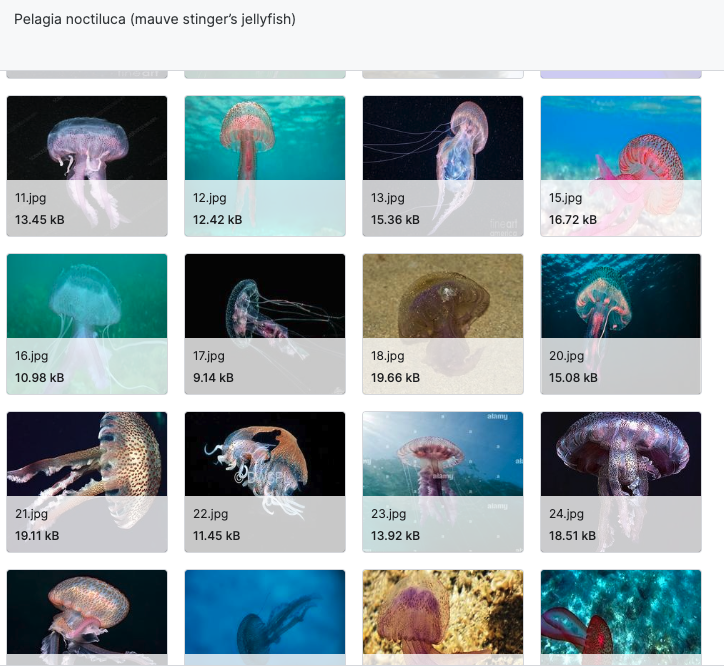 Pelagia noctiluca (mauve stinger’s jellyfish)
11.jpg
13.45 kB
12.jpg
12.42 kB
13.jpg
15.36 kB
15.jpg
16.72 kB
16.jpg
10.98 kB
17.jpg
9.14 kB
18.jpg
19.66 kB
20.jpg
15.08 kB
alamy
21.jpg
19.11 kB
22.jpg
11.45 kB
23.jpg
13.92 kB
alamy
alamy
24.jpg
18.51 kB